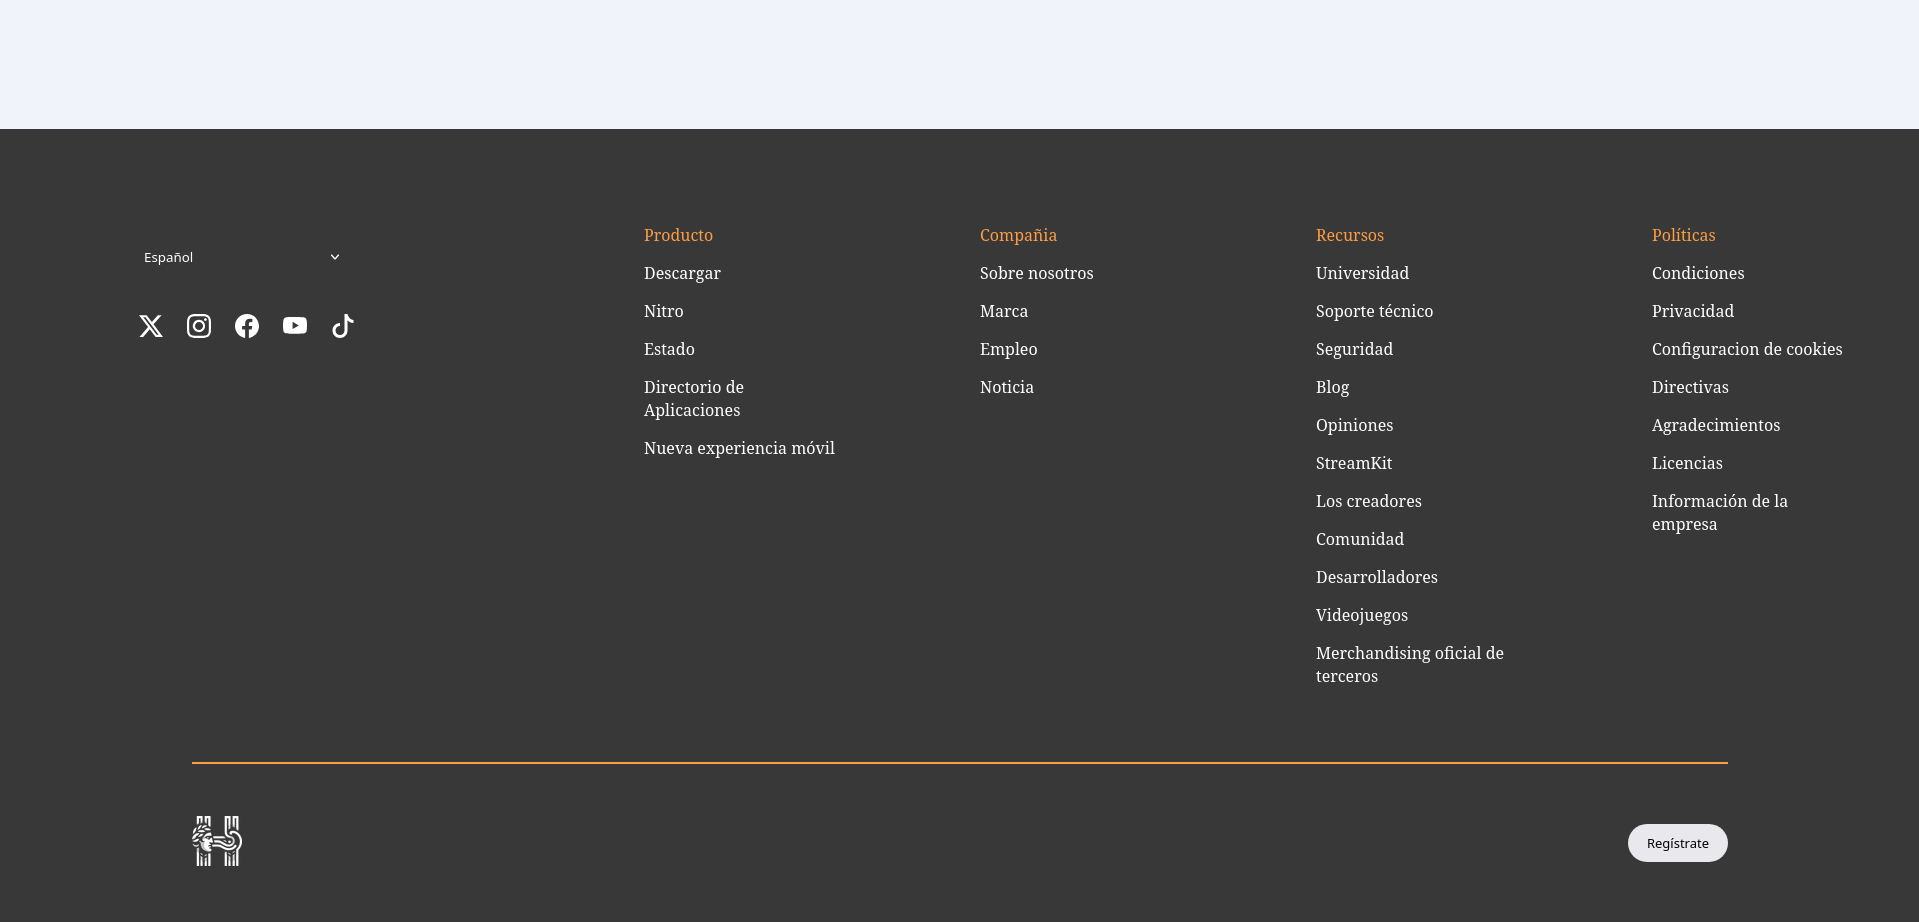 Español
Producto
Descargar
Nitro
Estado
Directorio de
Aplicaciones
Nueva experiencia móvil
Compañia
Sobre nosotros
Marca
Empleo
Noticia
Recursos
Universidad
Soporte técnico
Seguridad
Blog
Opiniones
StreamKit
Los creadores
Comunidad
Desarrolladores
Videojuegos
Merchandising oficial de
terceros
Políticas
Condiciones
Privacidad
Configuracion de cookies
Directivas
Agradecimientos
Licencias
Información de la
empresa
Regístrate